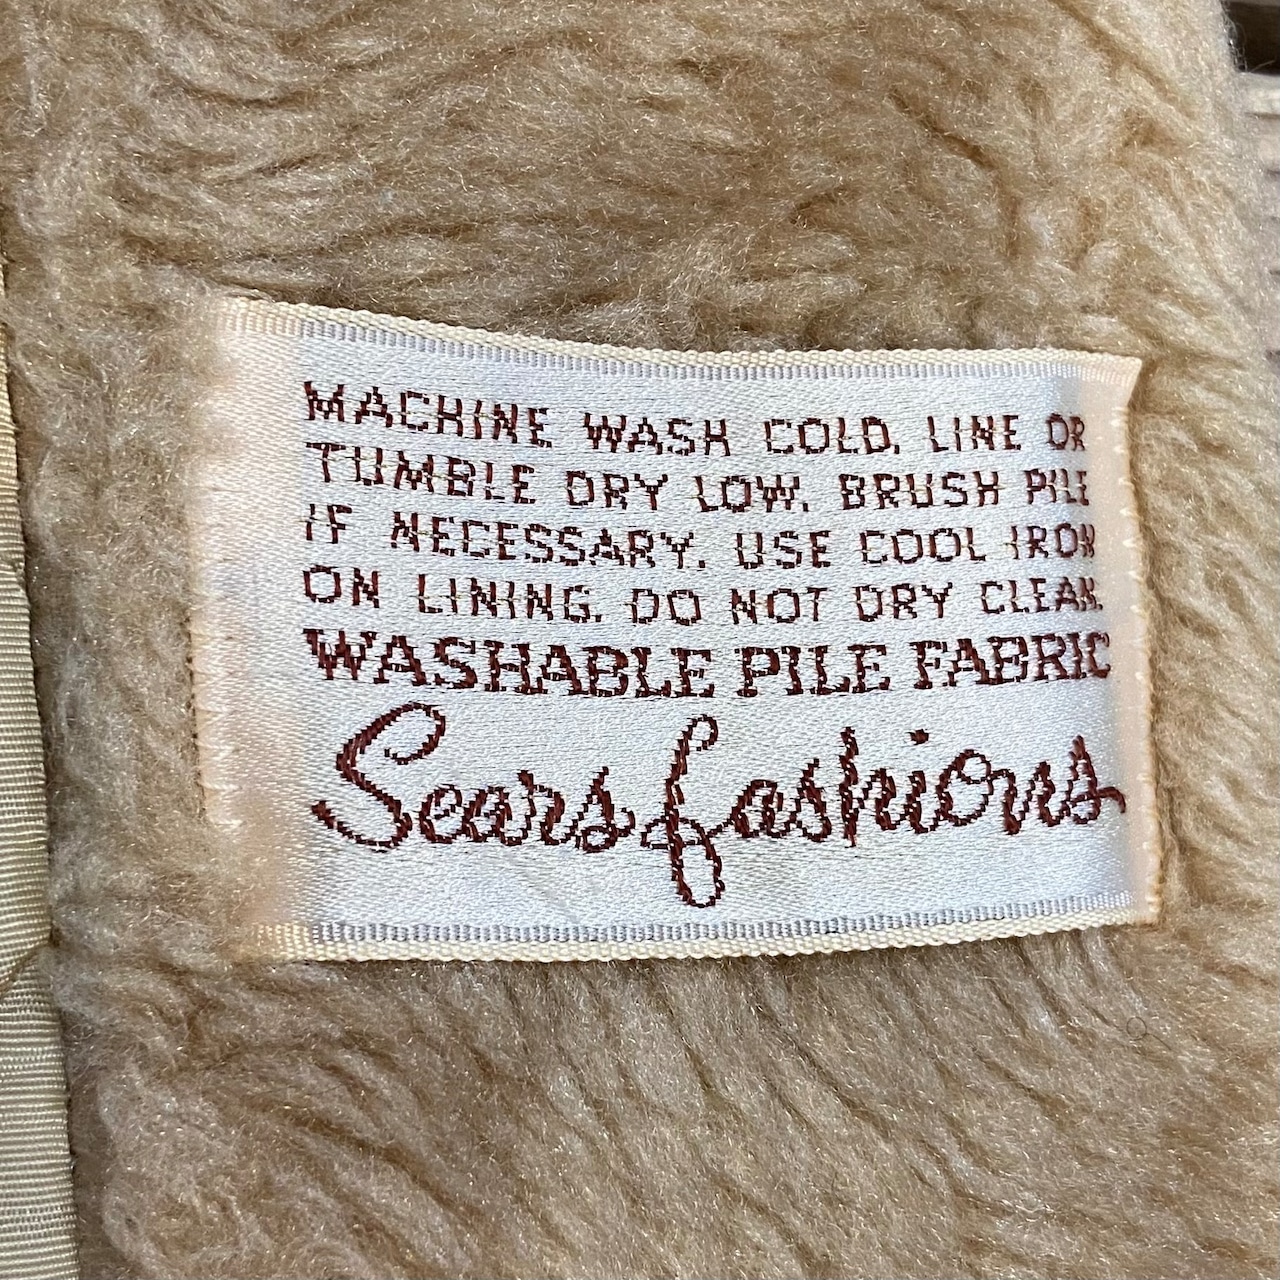 MACHINE WASH COLD. LINE OR
TUMBLE DRY LOW. BRUSH PILE
IF NECESSARY. USE COOL IRON
ON LINING. DO NOT DRY CLEAN.
WASHABLE PILE FABRIC
Sears fashions